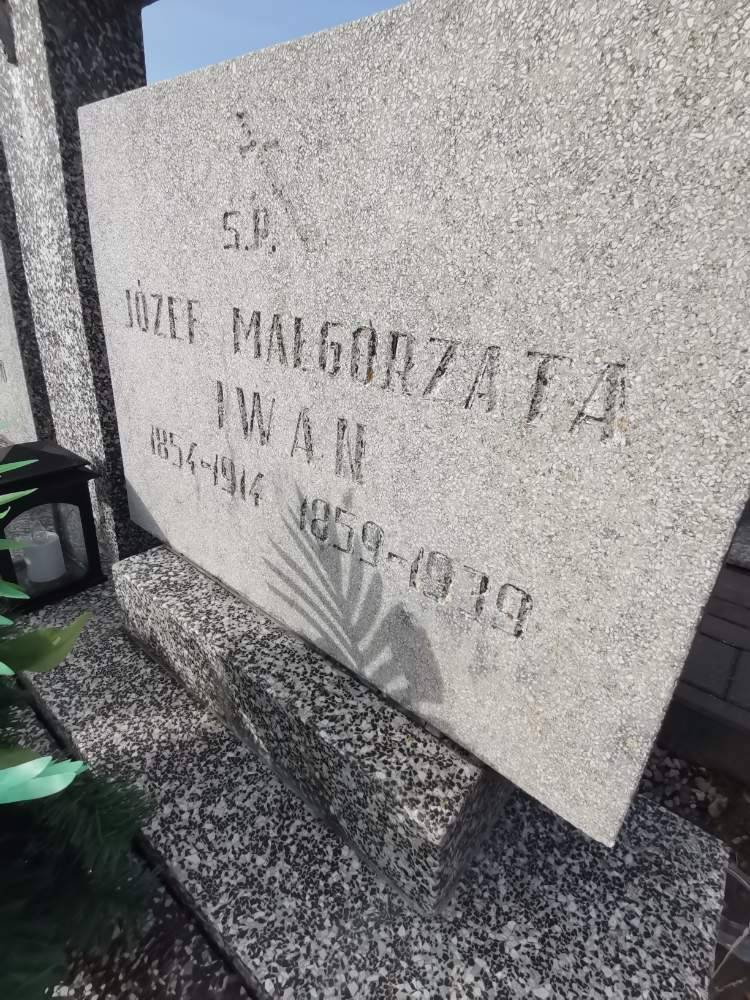 Ś.P.
JÓZEF MAŁGORZATA
IWAN
1854-1914 1859-1939